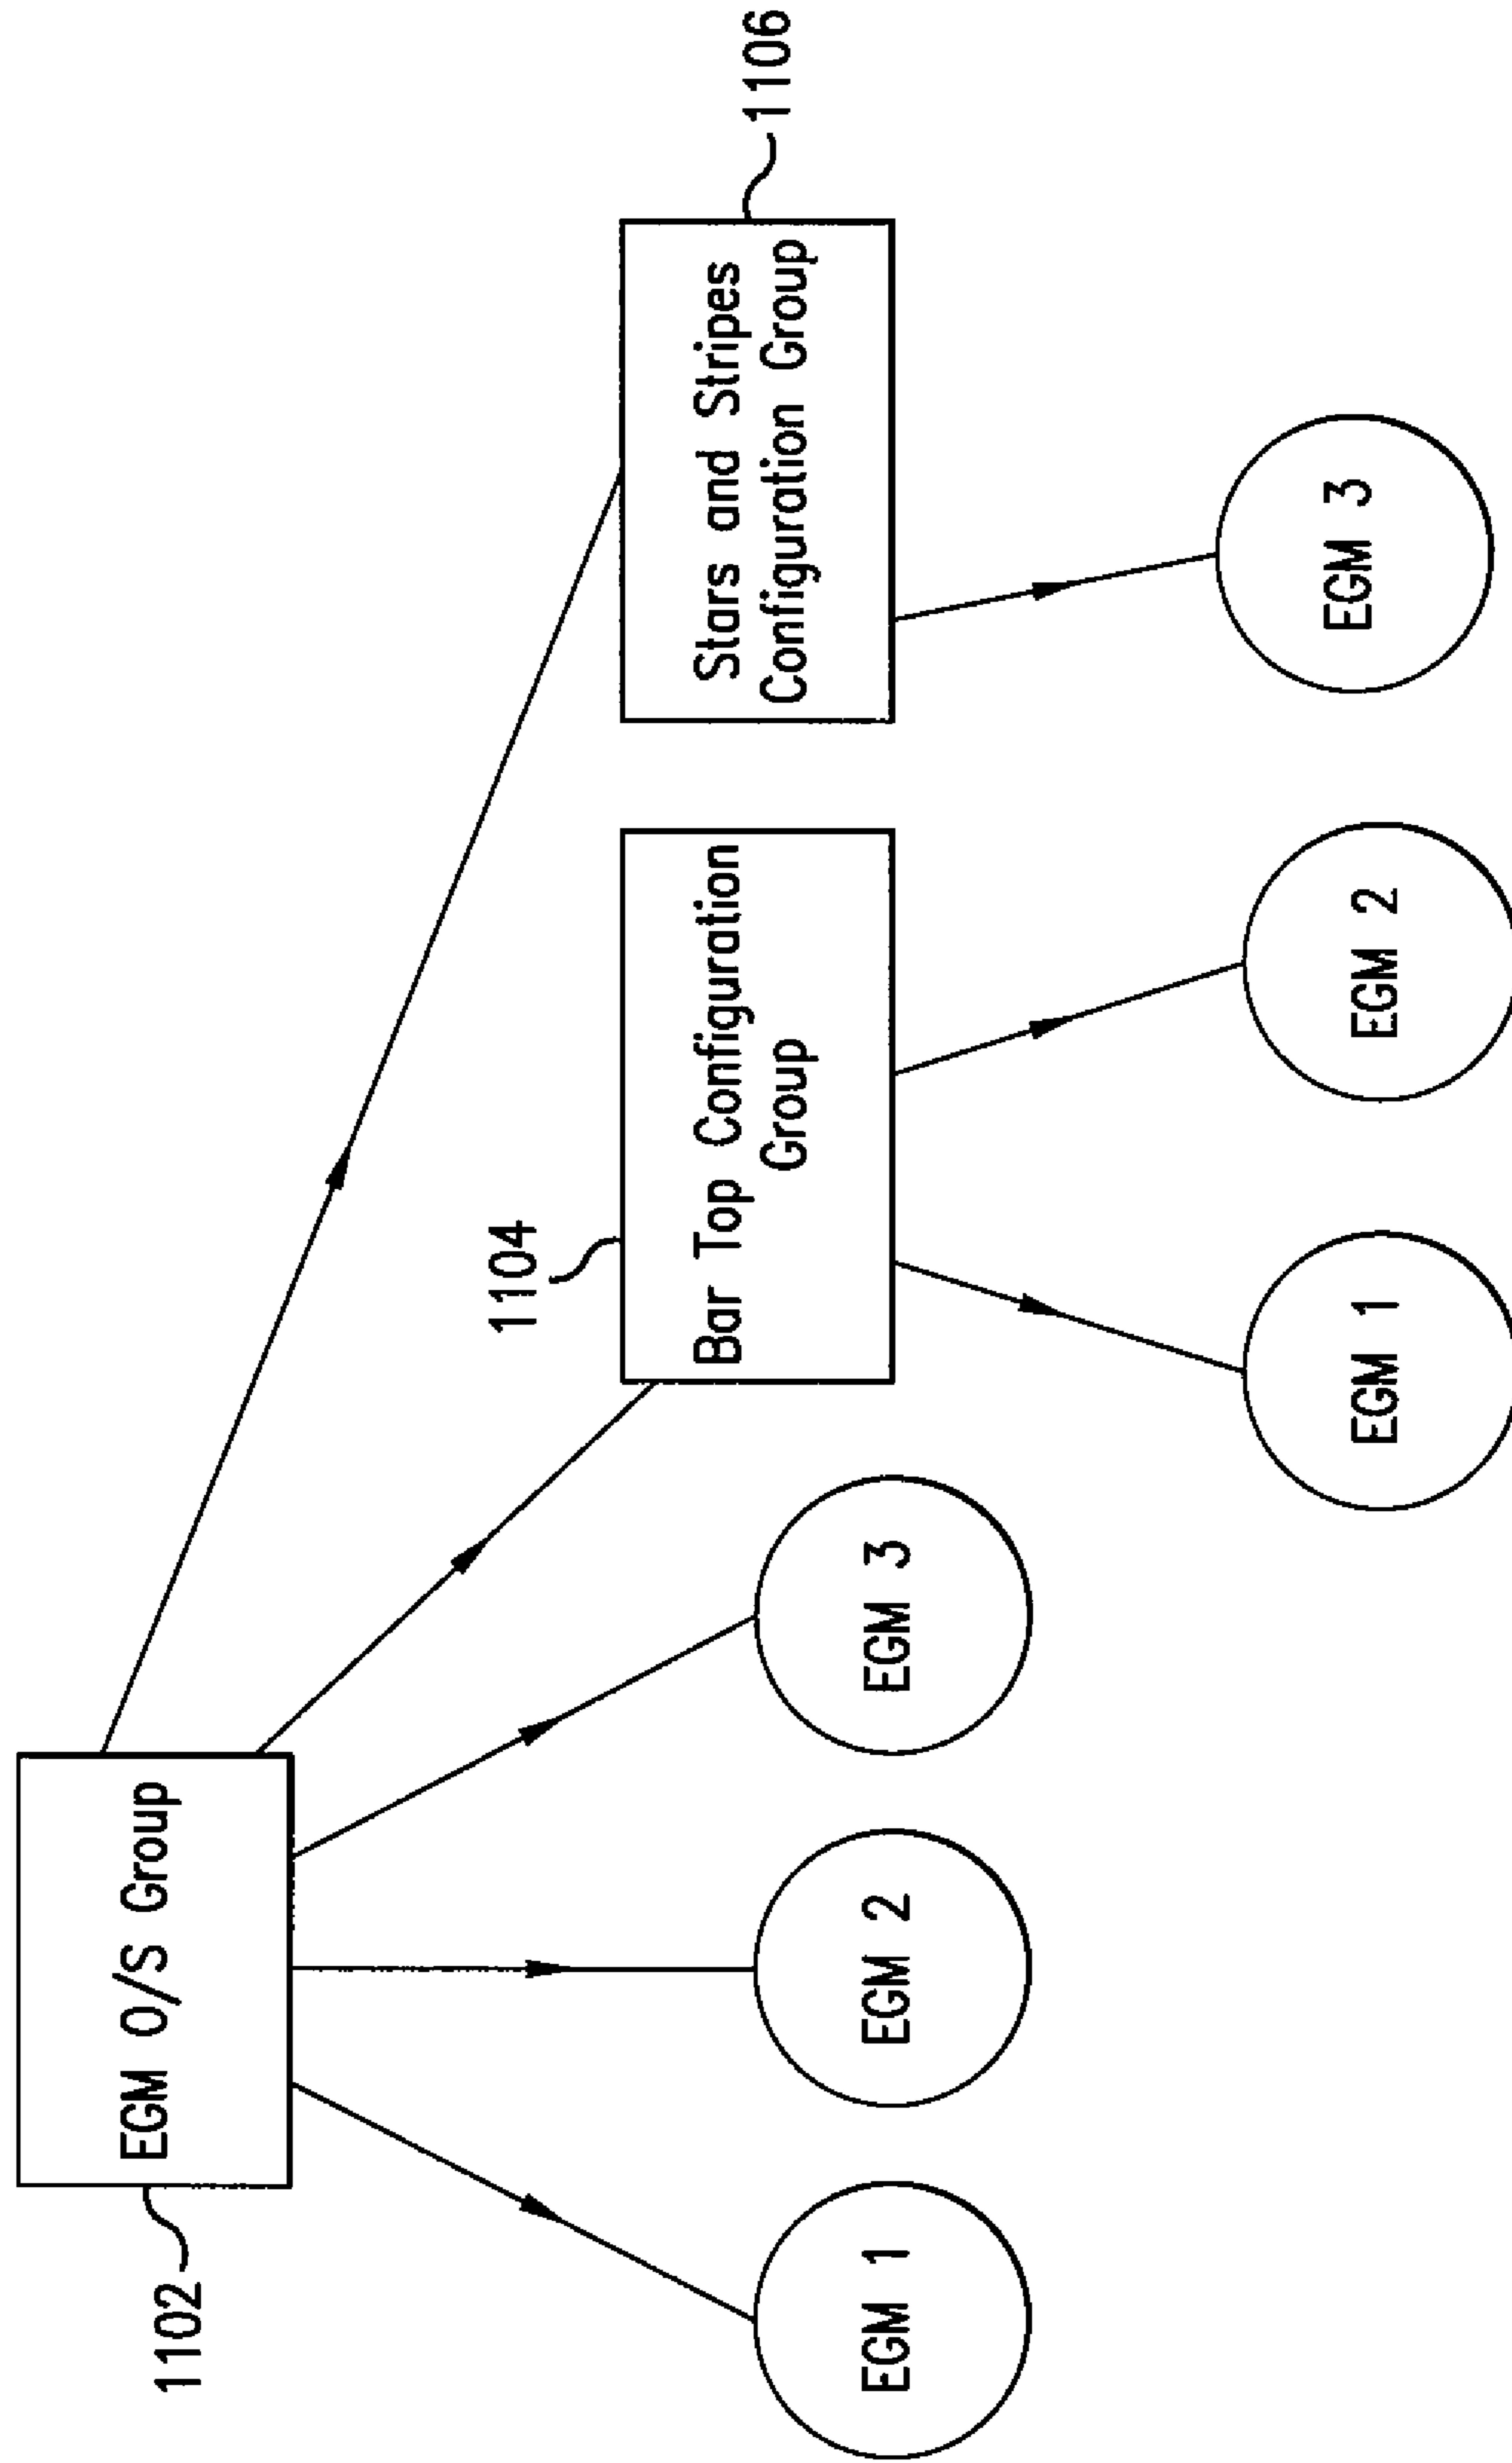 EGM O/S Group
1102
1104
Bar Top Configuration
Group
Stars and Stripes
Configuration Group
1106
EGM 1
EGM 2
EGM 3
EGM 1
EGM 2
EGM 3